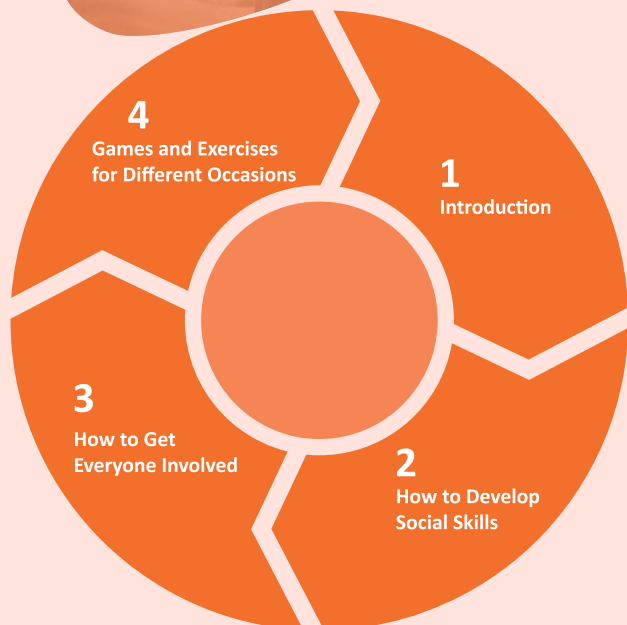 1
Introduction
2
How to Develop
Social Skills
3
How to Get
Everyone Involved
4
Games and Exercises
for Different Occasions